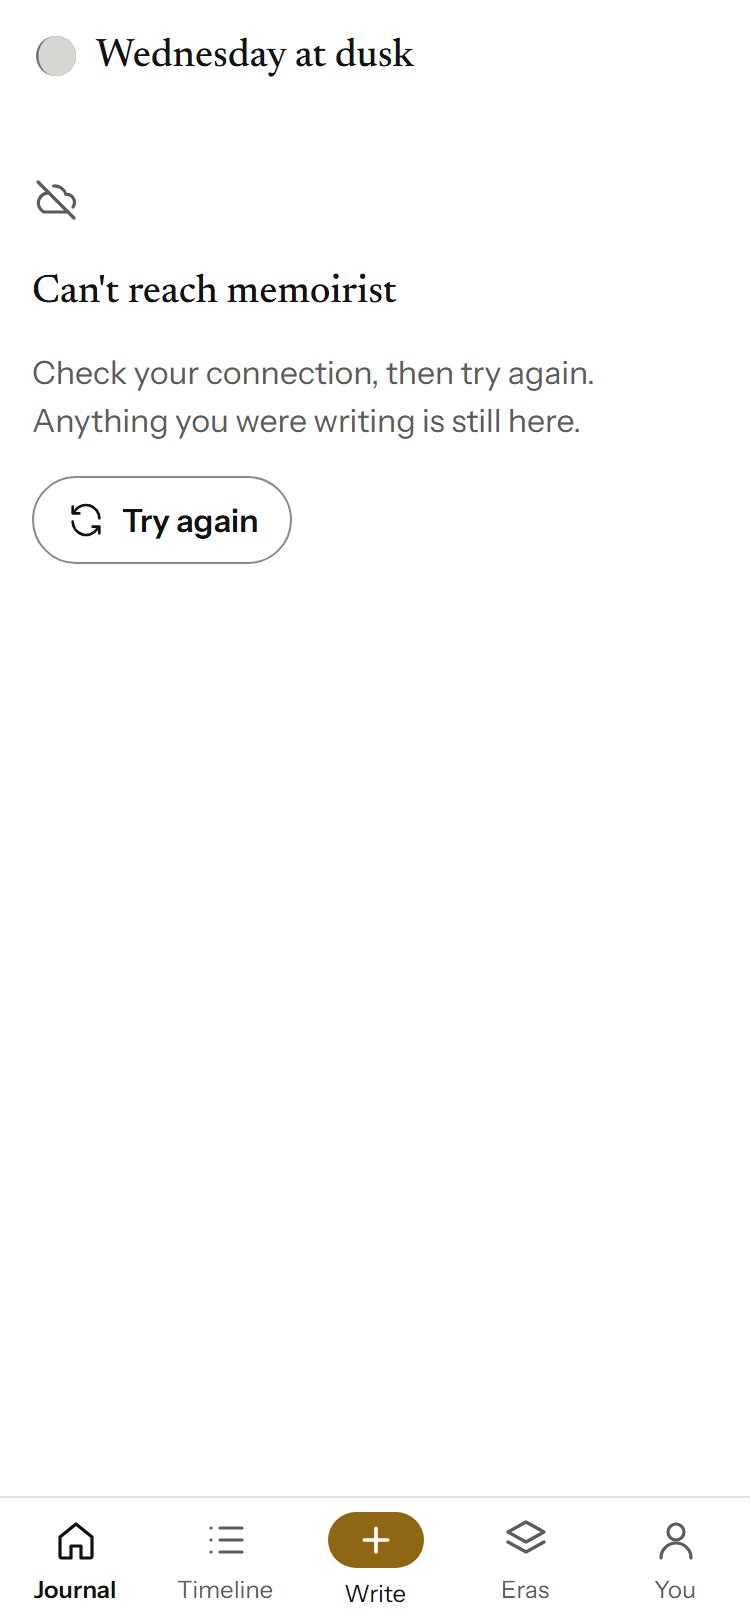 Wednesday at dusk
Can't reach memoirist
Check your connection, then try again.
Anything you were writing is still here.
Try again
Journal
Timeline
Write
Eras
You